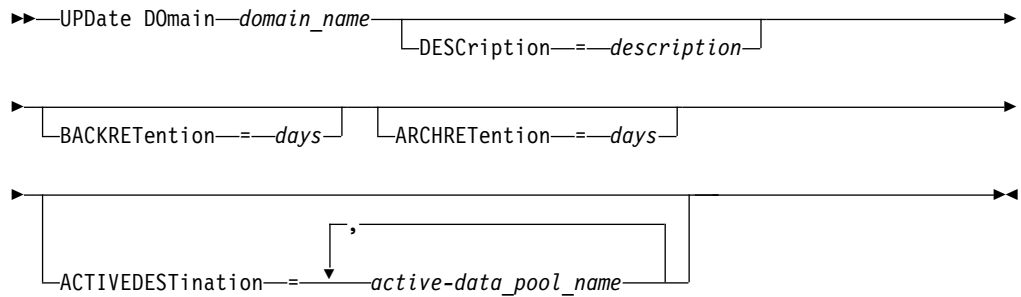 UPDate DOmain domain_name
DESCription = description
BACKRETention = days ARCHRETention = days
,
ACTIVEDESTination = active-data_pool_name